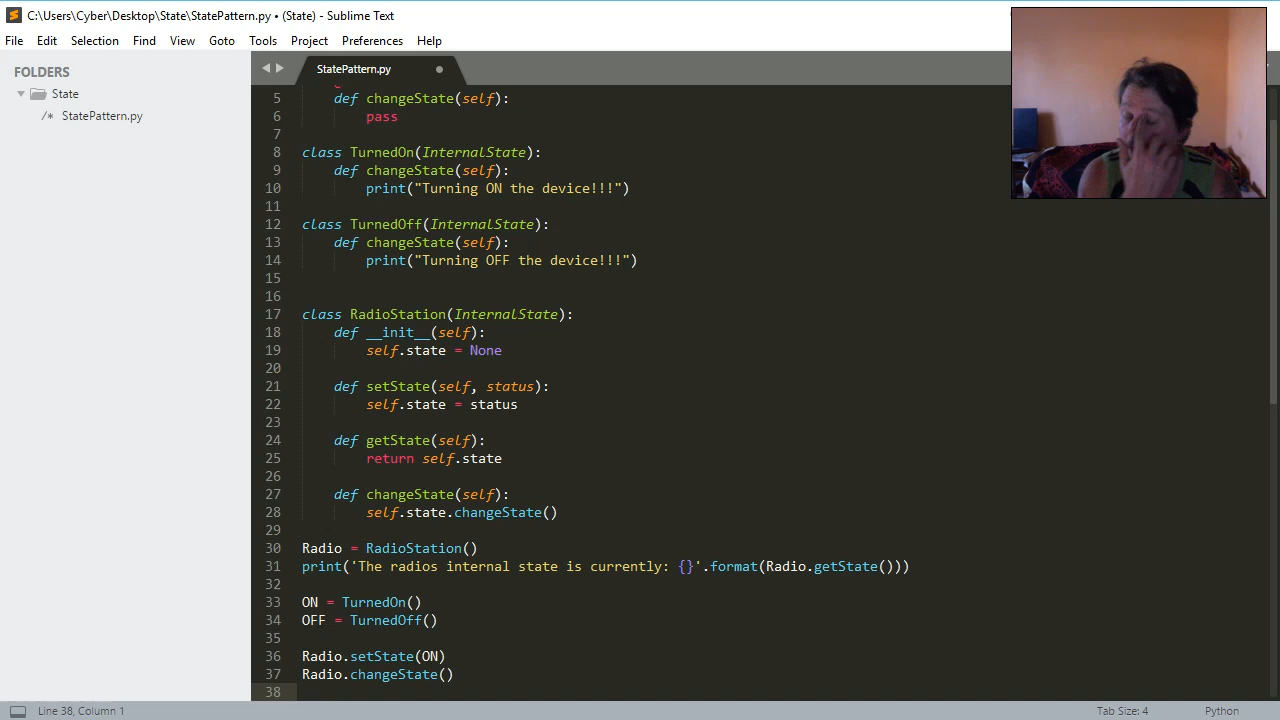 C:\Users\Cyber\Desktop\State\StatePattern.py • (State) - Sublime Text
File Edit Selection Find View Goto Tools Project Preferences Help
FOLDERS
State
/* StatePattern.py
StatePattern.py
5 def changeState(self):
6 pass
7
8 class TurnedOn(InternalState):
9 def changeState(self):
10 print("Turning ON the device!!!")
11
12 class TurnedOff(InternalState):
13 def changeState(self):
14 print("Turning OFF the device!!!")
15
16
17 class RadioStation(InternalState):
18 def __init__(self):
19 self.state = None
20
21 def setState(self, status):
22 self.state = status
23
24 def getState(self):
25 return self.state
26
27 def changeState(self):
28 self.state.changeState()
29
30 Radio = RadioStation()
31 print('The radios internal state is currently: {}'.format(Radio.getState()))
32
33 ON = TurnedOn()
34 OFF = TurnedOff()
35
36 Radio.setState(ON)
37 Radio.changeState()
38
Line 38, Column 1
Tab Size: 4
Python